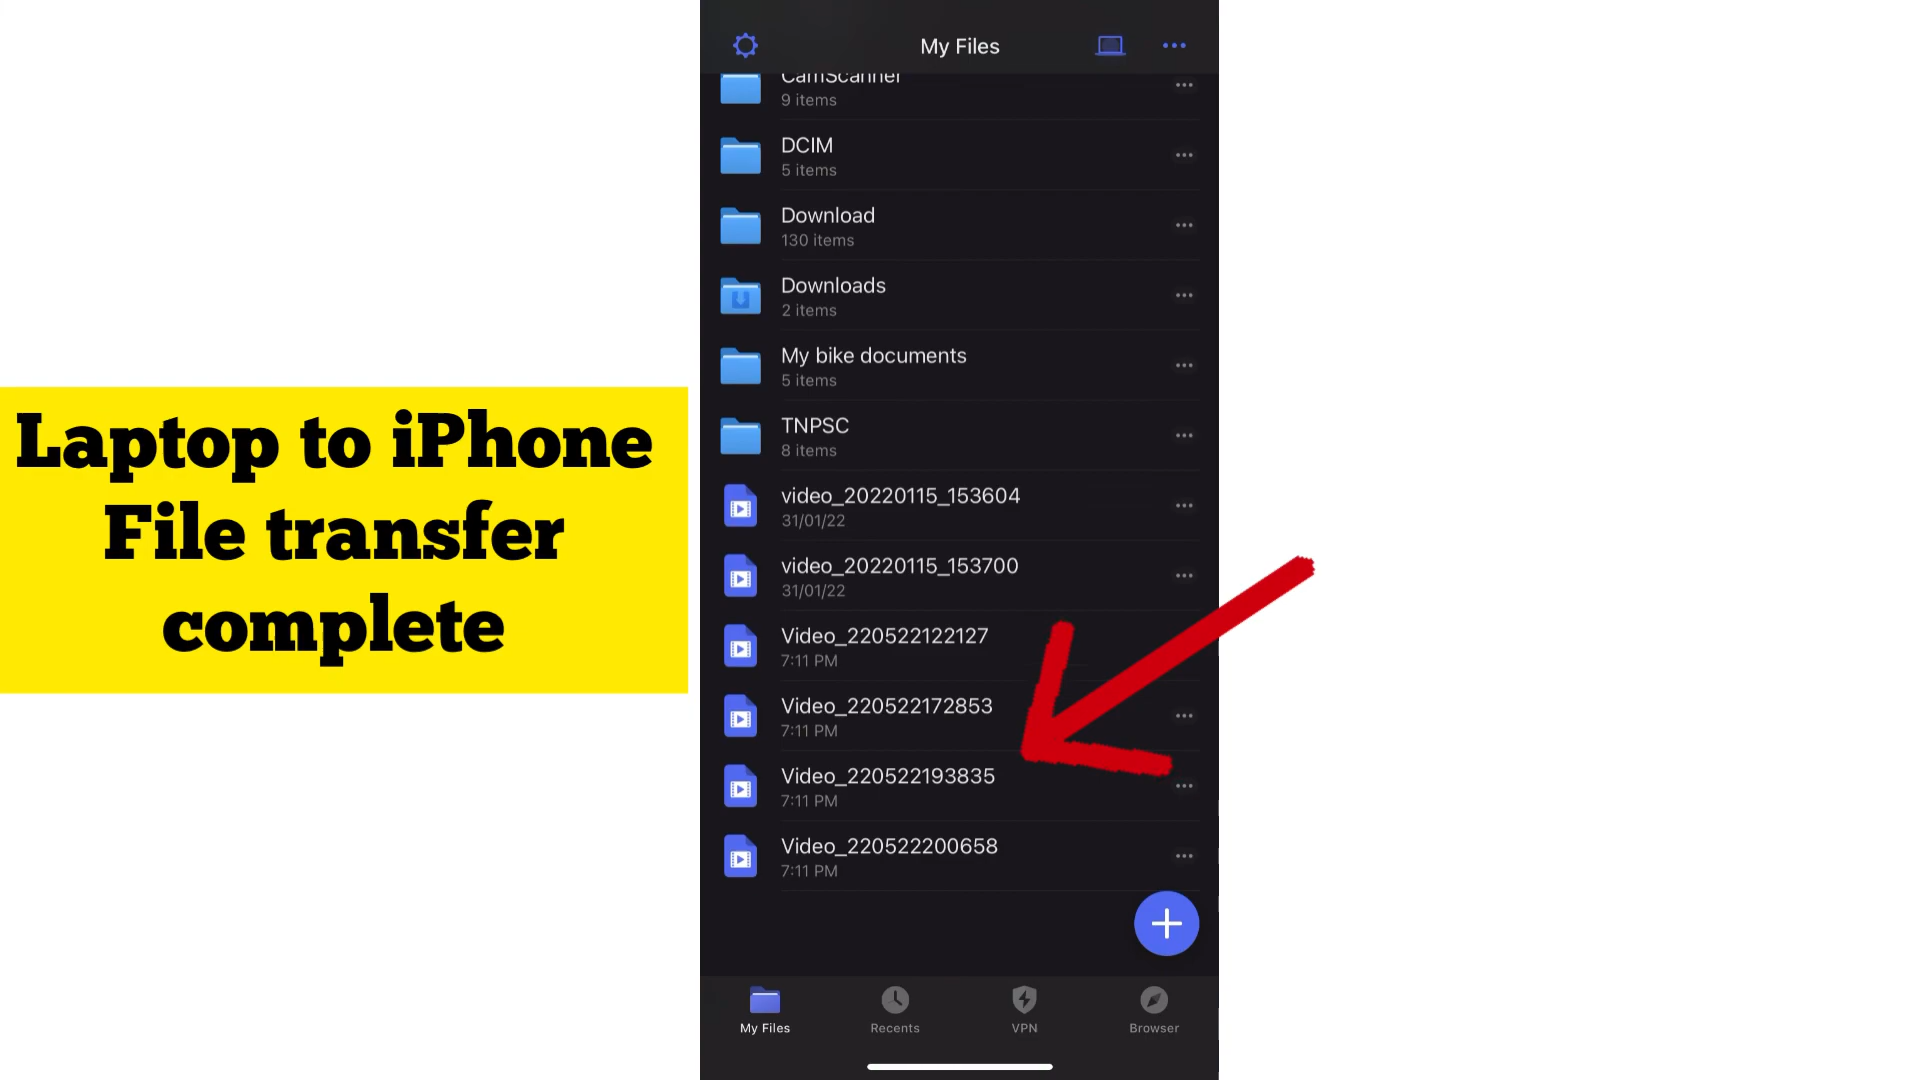 My Files
CamScanner
9 items
DCIM
5 items
Download
130 items
Downloads
2 items
My bike documents
5 items
TNPSC
8 items
video_20220115_153604
31/01/22
video_20220115_153700
31/01/22
Video_220522122127
7:11 PM
Video_220522172853
7:11 PM
Video_220522193835
7:11 PM
Video_220522200658
7:11 PM
My Files
Recents
VPN
Browser
Laptop to iPhone
File transfer
complete